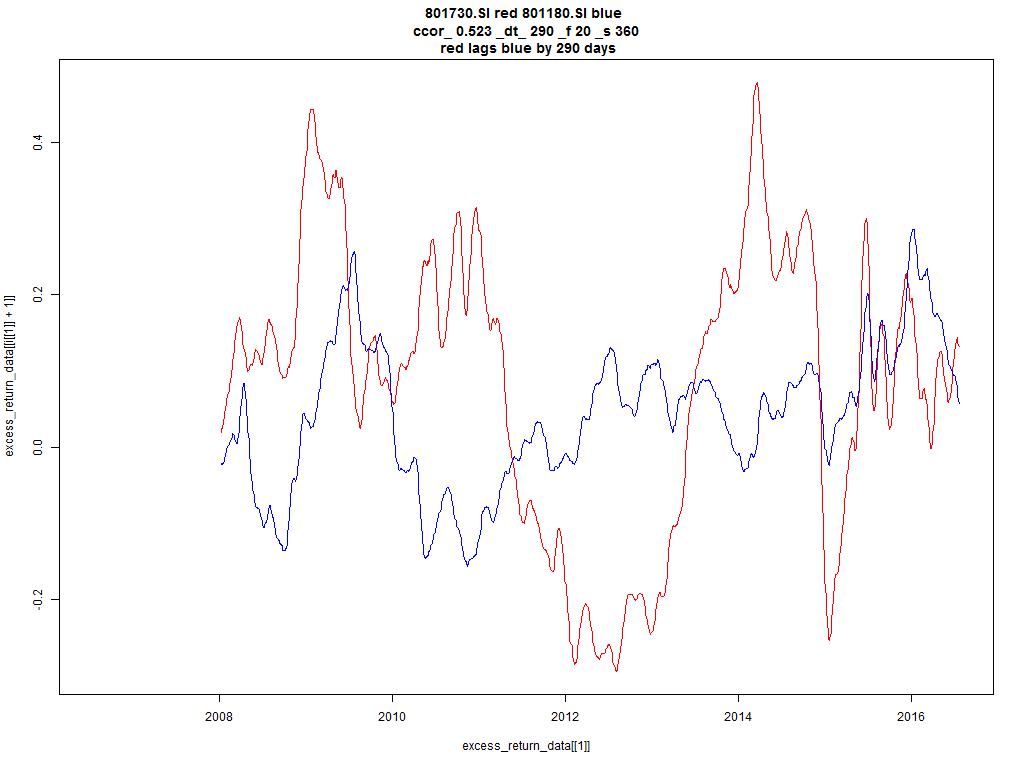 801730.SI red 801180.SI blue
ccor_ 0.523 _dt_ 290 _f 20 _s 360
red lags blue by 290 days
excess_return_data[[i[1]] + 1]]
0.4
0.2
0.0
-0.2
2008 2010 2012 2014 2016
excess_return_data[[1]]